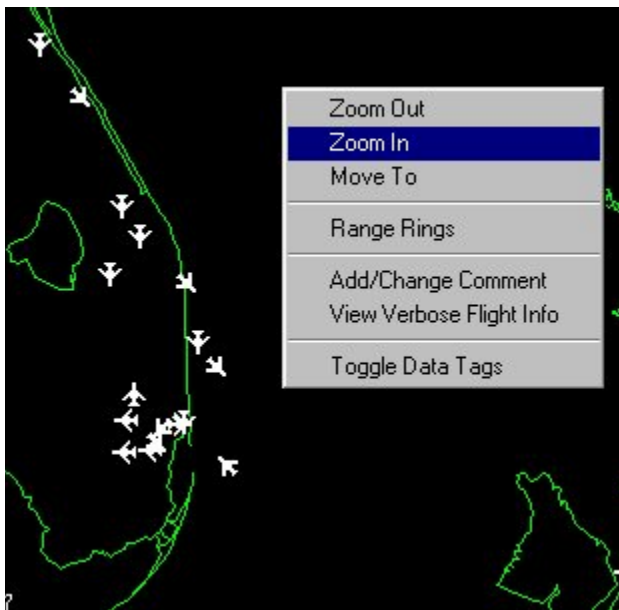 Zoom Out
Zoom In
Move To
Range Rings
Add/Change Comment
View Verbose Flight Info
Toggle Data Tags